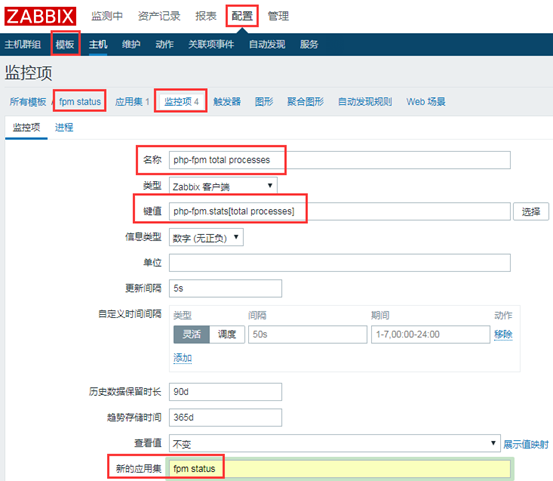 ZABBIX 监测中 资产记录 报表 配置 管理
主机群组 模板 主机 维护 动作 关联项事件 自动发现 服务
监控项
所有模板 / fpm status 应用集 1 监控项 4 触发器 图形 聚合图形 自动发现规则 Web 场景
监控项 进程
名称 php-fpm total processes
类型 Zabbix 客户端
键值 php-fpm.stats[total processes] 选择
信息类型 数字 (无正负)
单位
更新间隔 5s
自定义时间间隔 类型 间隔 期间 动作
灵活 调度 50s 1-7,00:00-24:00 移除
添加
历史数据保留时长 90d
趋势存储时间 365d
查看值 不变 展示值映射
新的应用集 fpm status